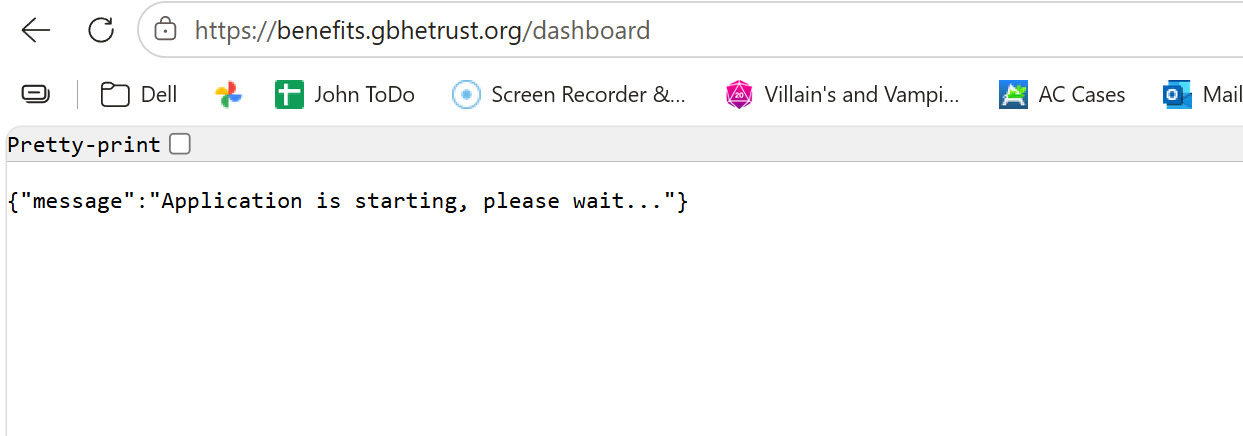 https://benefits.gbhetrust.org/dashboard
Dell John ToDo Screen Recorder &... Villain's and Vampi... AC Cases Mail
Pretty-print
{"message":"Application is starting, please wait..."}